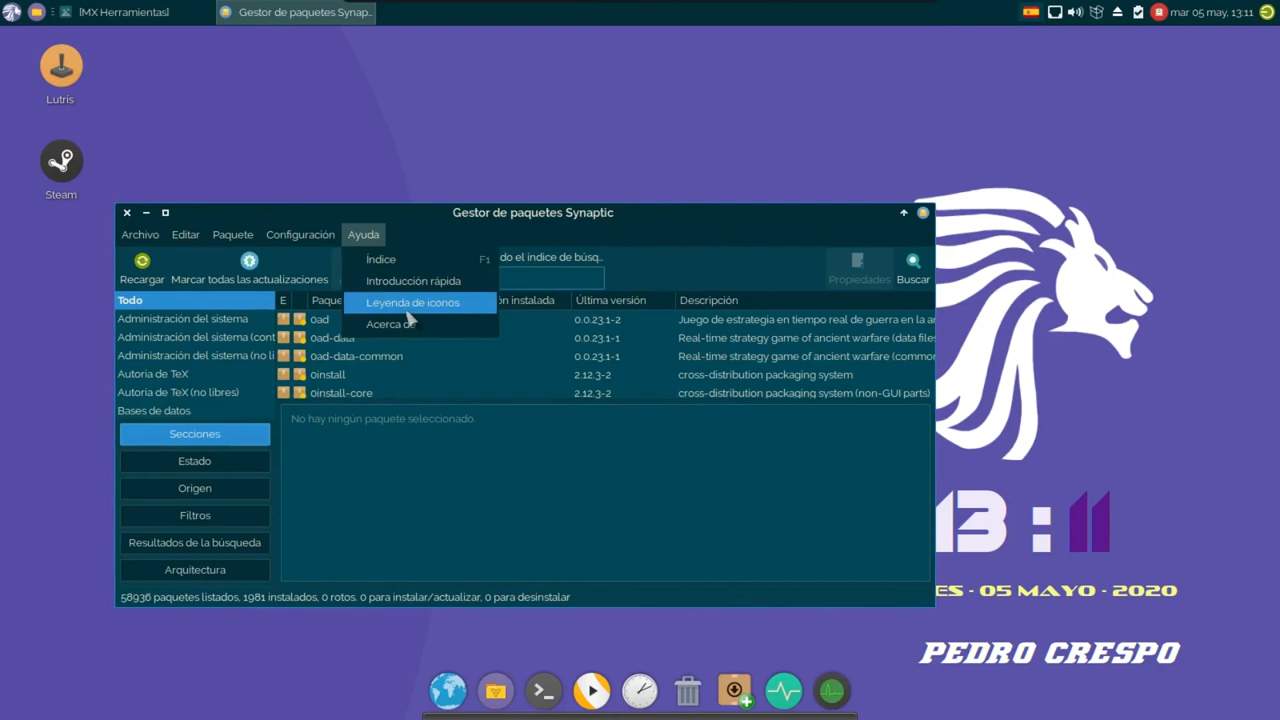 [MX Herramientas]
Gestor de paquetes Synap...
mar 05 may, 13:11
Lutris
Steam
Gestor de paquetes Synaptic
Archivo Editar Paquete Configuración Ayuda
Recargar
Marcar todas las actualizaciones
Índice F1
Introducción rápida
Leyenda de iconos
Acerca de
do el índice de búsq...
Propiedades
Buscar
Todo
Administración del sistema
Administración del sistema (cont
Administración del sistema (no li
Autoria de TeX
Autoria de TeX (no libres)
Bases de datos
Secciones
Estado
Origen
Filtros
Resultados de la búsqueda
Arquitectura
E Paque n instalada Última versión Descripción
0ad 0.0.23.1-2 Juego de estrategia en tiempo real de guerra en la an
0ad-data 0.0.23.1-1 Real-time strategy game of ancient warfare (data files
0ad-data-common 0.0.23.1-1 Real-time strategy game of ancient warfare (commo
0install 2.12.3-2 cross-distribution packaging system
0install-core 2.12.3-2 cross-distribution packaging system (non-GUI parts)
No hay ningún paquete seleccionado.
58936 paquetes listados, 1981 instalados, 0 rotos. 0 para instalar/actualizar, 0 para desinstalar
13:11
ES - 05 MAYO - 2020
PEDRO CRESPO